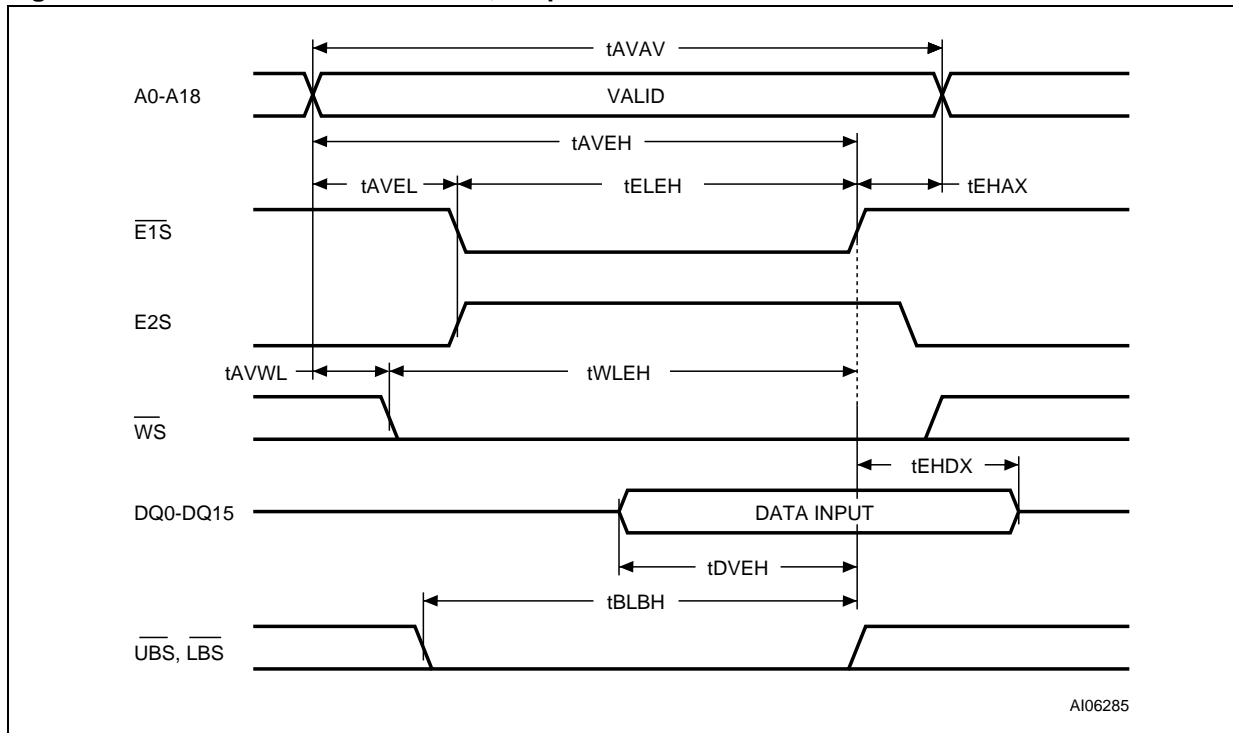 tAVAV
A0-A18
VALID
tAVEH
tAVEL
tELEH
tEHAX
E1S
E2S
tAVWL
tWLEH
WS
tEHDX
DQ0-DQ15
DATA INPUT
tDVEH
tBLBH
UBS, LBS
AI06285